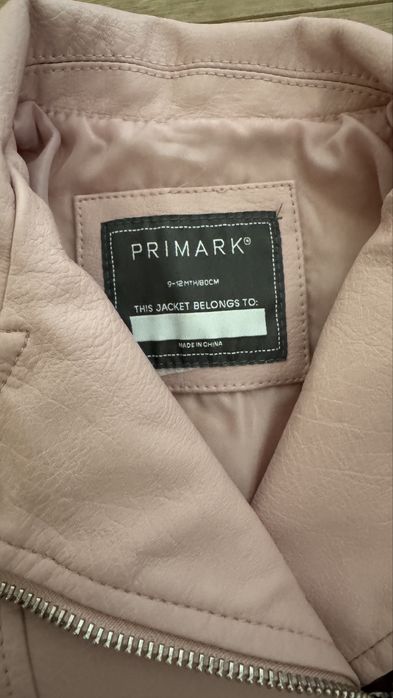 PRIMARK®
9-12MTH/80CM
THIS JACKET BELONGS TO:
MADE IN CHINA